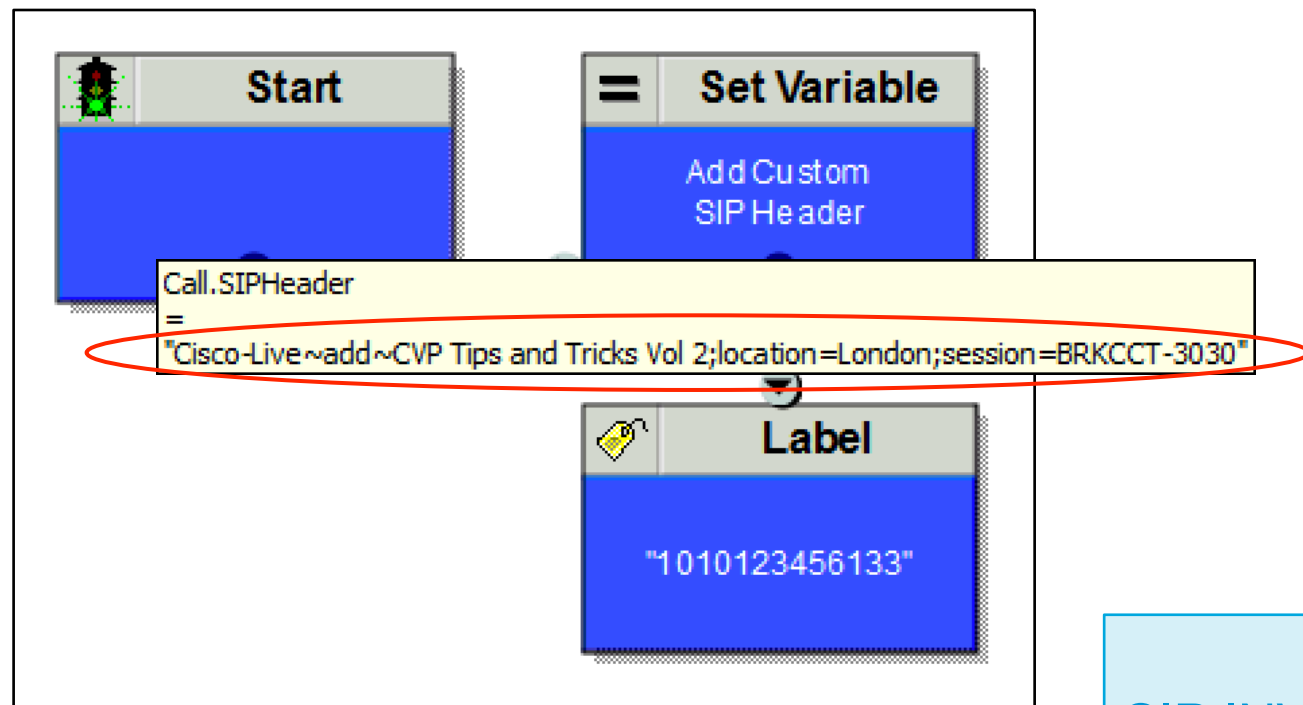 Start
Set Variable
Add Custom
SIP Header
Call.SIPHeader
=
"Cisco-Live~add~CVP Tips and Tricks Vol 2;location=London;session=BRKCCT-3030"
Label
"1010123456133"